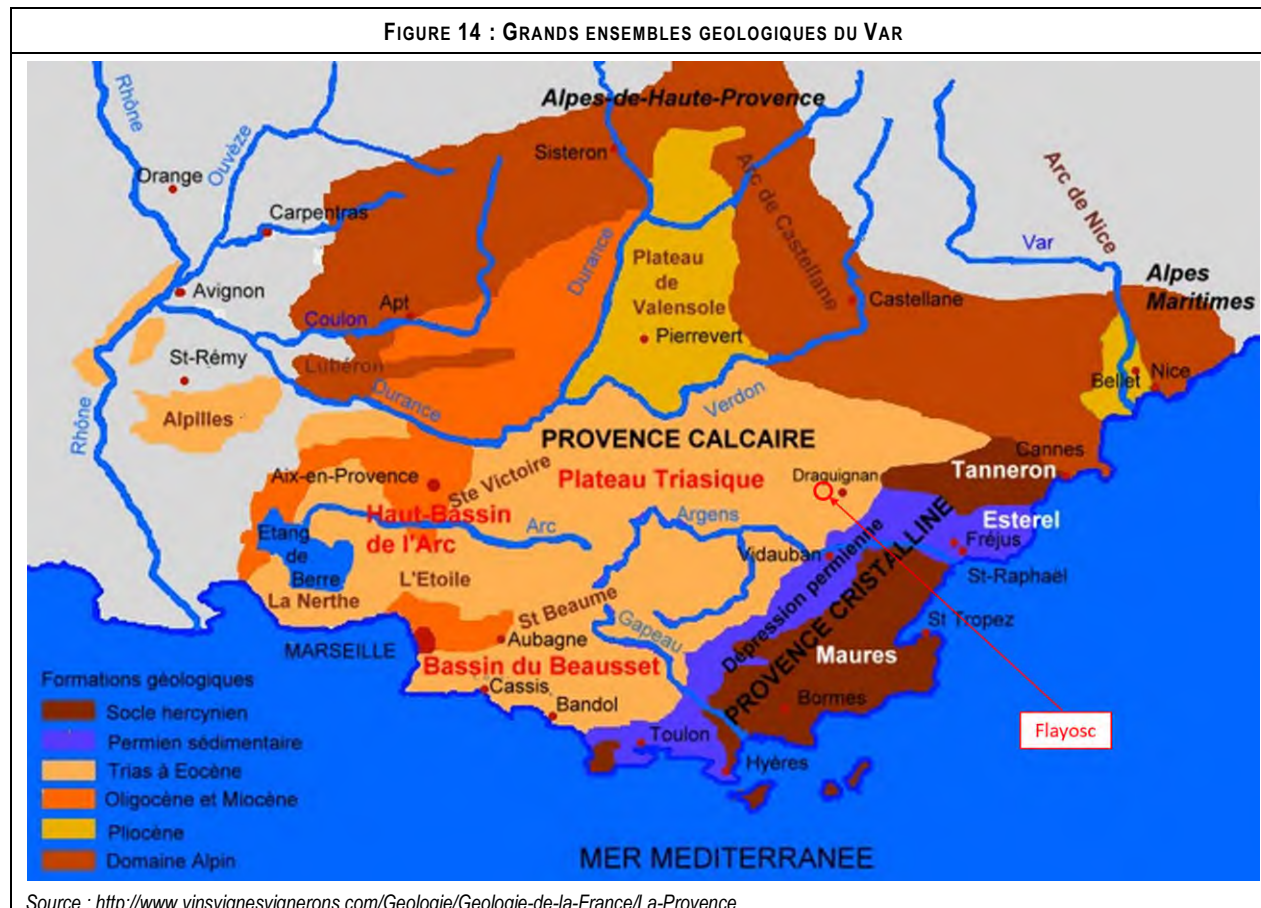 FIGURE 14 : GRANDS ENSEMBLES GEOLOGIQUES DU VAR
Rhône
Ouvèze
Alpes-de-Haute-Provence
Sisteron
Orange
Arc de Castellane
Arc de Nice
Carpentras
Var
Durance
Plateau
de
Valensole
Alpes
Maritimes
Avignon
Apt
Castellane
Coulon
Pierrevert
St-Rémy
Lubéron
Bellet
Nice
Durance
Verdon
Alpilles
Rhône
PROVENCE CALCAIRE
Cannes
Aix-en-Provence
Ste Victoire
Plateau Triasique
Draguignan
Tanneron
Haut-Bassin
de l'Arc
Arc
Argens
Esterel
Etang
de
Berre
Vidauban
Fréjus
St-Raphaël
L'Etoile
La Nerthe
St Beaume
Gapeau
Dépression permienne
PROVENCE CRISTALLINE
St Tropez
MARSEILLE
Aubagne
Maures
Bassin du Beausset
Cassis
Bormes
Bandol
Flayosc
Toulon
Hyères
Formations géologiques
Socle hercynien
Permien sédimentaire
Trias à Eocène
Oligocène et Miocène
Pliocène
Domaine Alpin
MER MEDITERRANEE
Source : http://www.vinsvignesvignerons.com/Geologie/Geologie-de-la-France/La-Provence